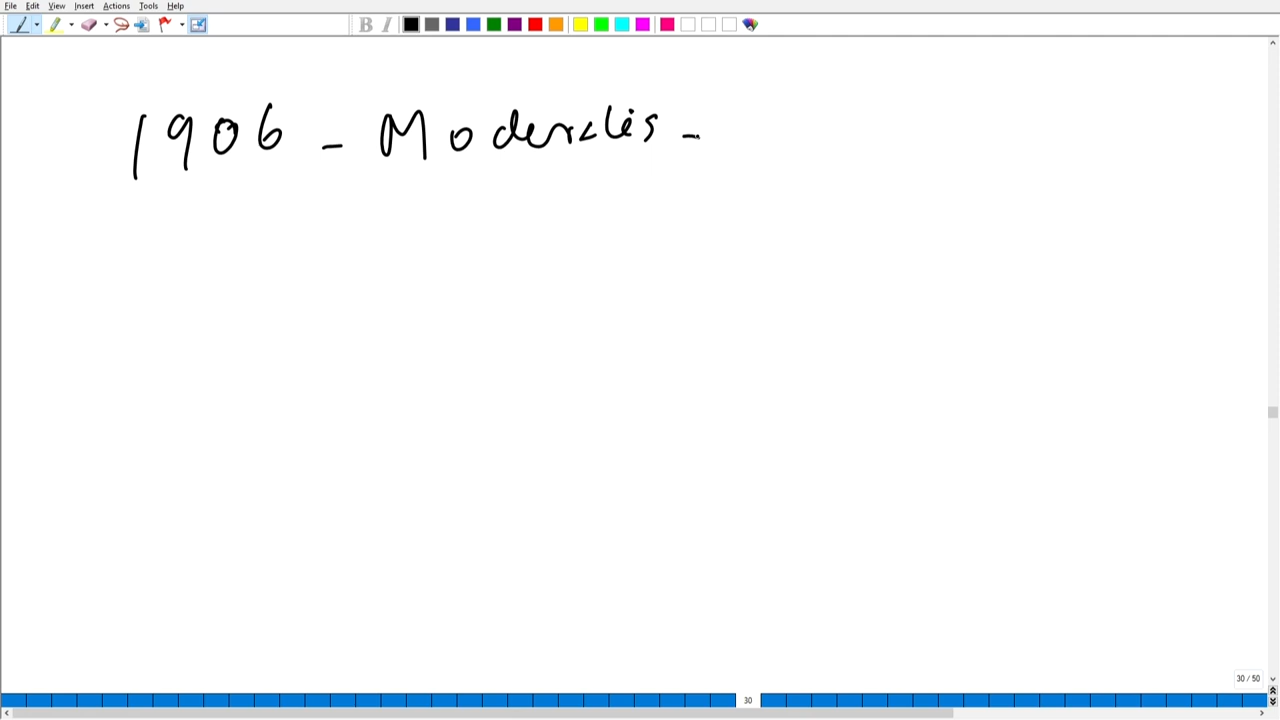 File Edit View Insert Actions Tools Help
B I
1906 - Moderates -
30 / 50
30